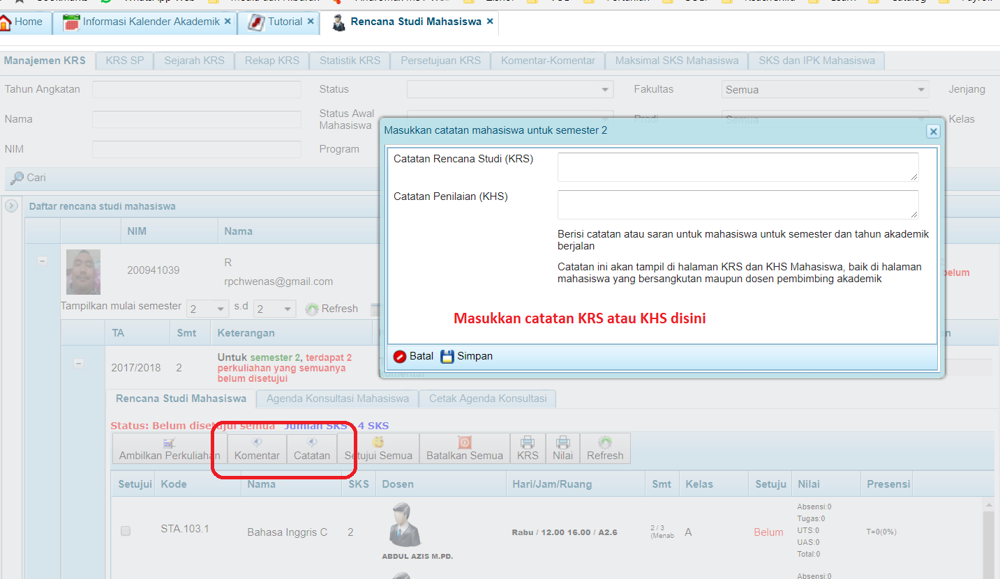 Home
Informasi Kalender Akademik ×
Tutorial ×
Rencana Studi Mahasiswa ×
Manajemen KRS
KRS SP
Sejarah KRS
Rekap KRS
Statistik KRS
Persetujuan KRS
Komentar-Komentar
Maksimal SKS Mahasiswa
SKS dan IPK Mahasiswa
Tahun Angkatan
Status
Fakultas
Semua
Jenjang
Nama
Status Awal
Mahasiswa
Prodi
Semua
Kelas
NIM
Program
Cari
Masukkan catatan mahasiswa untuk semester 2
Catatan Rencana Studi (KRS)
Catatan Penilaian (KHS)
Berisi catatan atau saran untuk mahasiswa untuk semester dan tahun akademik
berjalan
Catatan ini akan tampil di halaman KRS dan KHS Mahasiswa, baik di halaman
mahasiswa yang bersangkutan maupun dosen pembimbing akademik
Masukkan catatan KRS atau KHS disini
Batal
Simpan
Daftar rencana studi mahasiswa
NIM
Nama
200941039
R
rpchwenas@gmail.com
belum
Tampilkan mulai semester 2 s.d 2 Refresh
TA
Smt
Keterangan
2017/2018
2
Untuk semester 2, terdapat 2
perkuliahan yang semuanya
belum disetujui
Komentar
Rencana Studi Mahasiswa
Agenda Konsultasi Mahasiswa
Cetak Agenda Konsultasi
Status: Belum disetujui semua Jumlah SKS 4 SKS
Ambilkan Perkuliahan
Komentar
Catatan
Setujui Semua
Batalkan Semua
KRS
Nilai
Refresh
Setujui
Kode
Nama
SKS
Dosen
Hari/Jam/Ruang
Smt
Kelas
Setuju
Nilai
Presensi
STA.103.1
Bahasa Inggris C
2
ABDUL AZIS M.PD.
Rabu / 12.00 16.00 / A2.6
2 / 3
(Menab
A
Belum
Absensi:0
Tugas:0
UTS:0
UAS:0
Total:0
T=0(0%)
Absensi:0